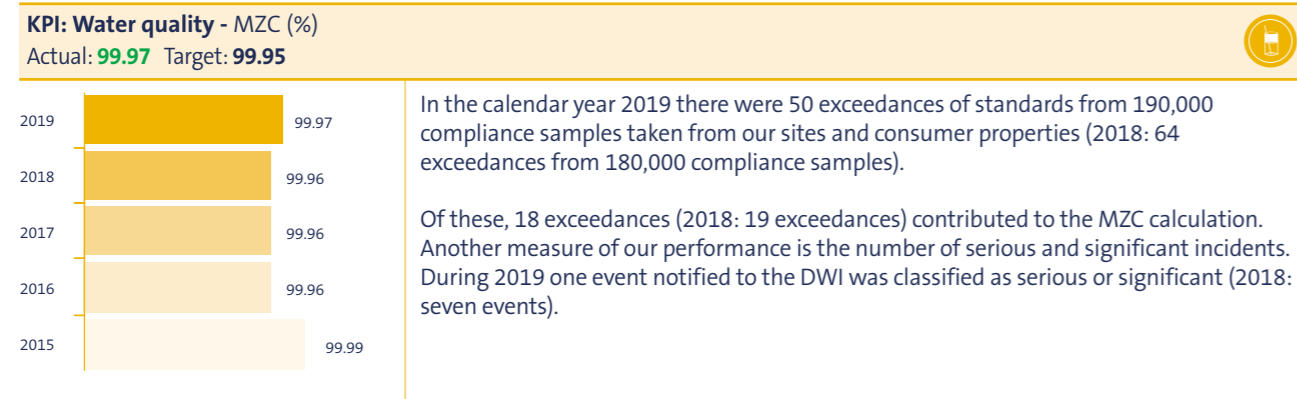 KPI: Water quality - MZC (%)
Actual: 99.97 Target: 99.95
2019 99.97
2018 99.96
2017 99.96
2016 99.96
2015 99.99
In the calendar year 2019 there were 50 exceedances of standards from 190,000
compliance samples taken from our sites and consumer properties (2018: 64
exceedances from 180,000 compliance samples).
Of these, 18 exceedances (2018: 19 exceedances) contributed to the MZC calculation.
Another measure of our performance is the number of serious and significant incidents.
During 2019 one event notified to the DWI was classified as serious or significant (2018:
seven events).